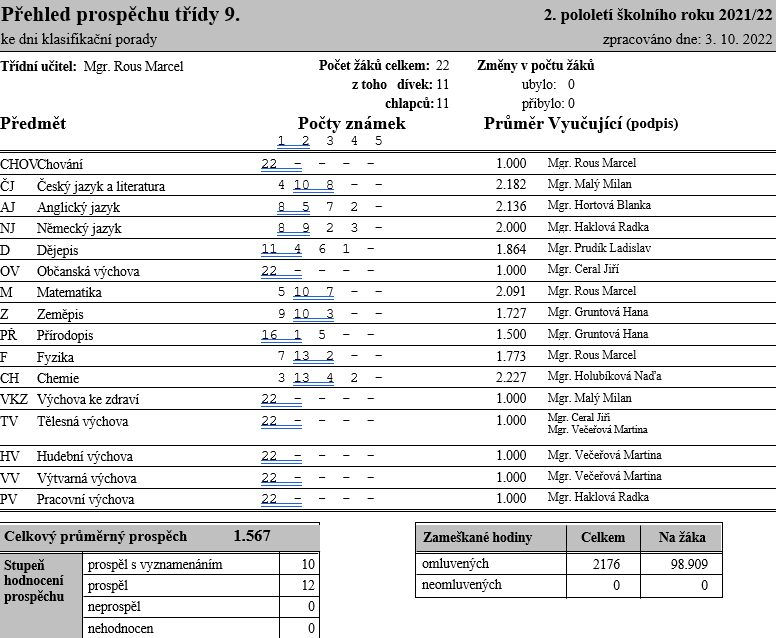 Přehled prospěchu třídy 9. 2. pololetí školního roku 2021/22
ke dni klasifikační porady zpracováno dne: 3. 10. 2022
Třídní učitel: Mgr. Rous Marcel Počet žáků celkem: 22 Změny v počtu žáků
z toho dívek: 11 ubylo: 0
chlapců: 11 přibylo: 0
Předmět Počty známek Průměr Vyučující (podpis)
1 2 3 4 5
CHOVChování 22 – – – – 1.000 Mgr. Rous Marcel
ČJ Český jazyk a literatura 4 10 8 – – 2.182 Mgr. Malý Milan
AJ Anglický jazyk 8 5 7 2 – 2.136 Mgr. Hortová Blanka
NJ Německý jazyk 8 9 2 3 – 2.000 Mgr. Haklová Radka
D Dějepis 11 4 6 1 – 1.864 Mgr. Prudík Ladislav
OV Občanská výchova 22 – – – – 1.000 Mgr. Ceral Jiří
M Matematika 5 10 7 – – 2.091 Mgr. Rous Marcel
Z Zeměpis 9 10 3 – – 1.727 Mgr. Gruntová Hana
PŘ Přírodopis 16 1 5 – – 1.500 Mgr. Gruntová Hana
F Fyzika 7 13 2 – – 1.773 Mgr. Rous Marcel
CH Chemie 3 13 4 2 – 2.227 Mgr. Holubíková Naďa
VKZ Výchova ke zdraví 22 – – – – 1.000 Mgr. Malý Milan
TV Tělesná výchova 22 – – – – 1.000 Mgr. Ceral Jiří
Mgr. Večeřová Martina
HV Hudební výchova 22 – – – – 1.000 Mgr. Večeřová Martina
VV Výtvarná výchova 22 – – – – 1.000 Mgr. Večeřová Martina
PV Pracovní výchova 22 – – – – 1.000 Mgr. Haklová Radka
Celkový průměrný prospěch 1.567 Zameškané hodiny Celkem Na žáka
Stupeň hodnocení prospěchu prospěl s vyznamenáním 10 omluvených 2176 98.909
prospěl 12 neomluvených 0 0
neprospěl 0
nehodnocen 0